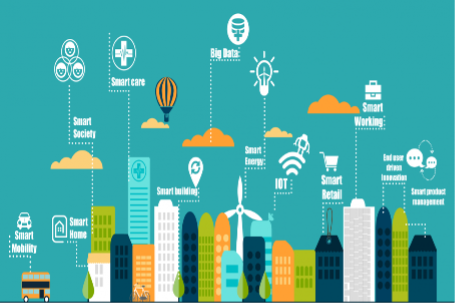 Big Data:
Smart care
Smart
Society
Smart
Working
Smart
Energy
IOT
End user
driven
innovation
Smart
Retail
Smart building
Smart product
management
Smart
Home
Smart
Mobility